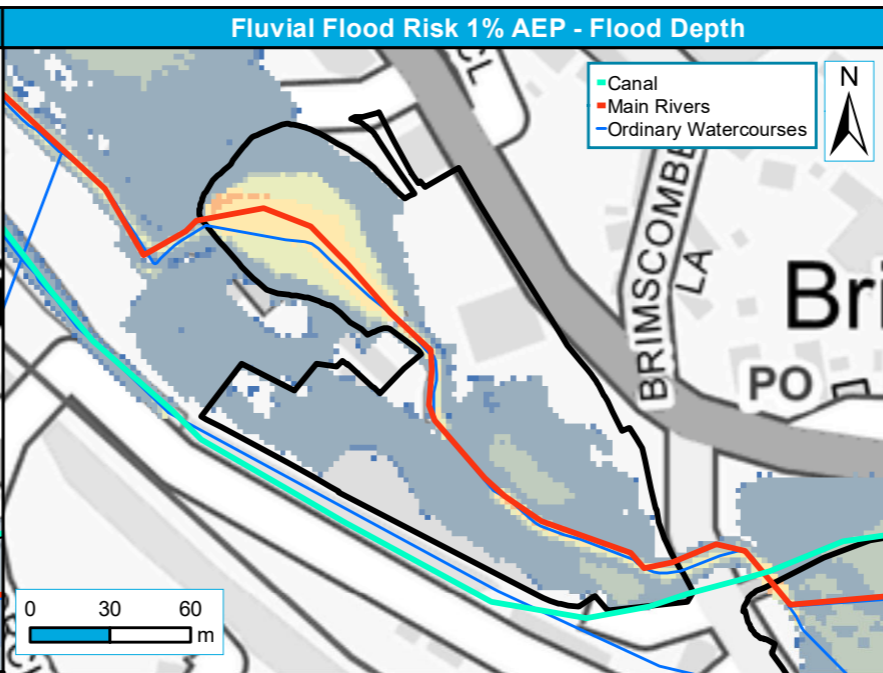 Fluvial Flood Risk 1% AEP - Flood Depth
CL
Canal
Main Rivers
Ordinary Watercourses
N
BRIMSCOMBE
LA
Bri
PO
0 30 60
m